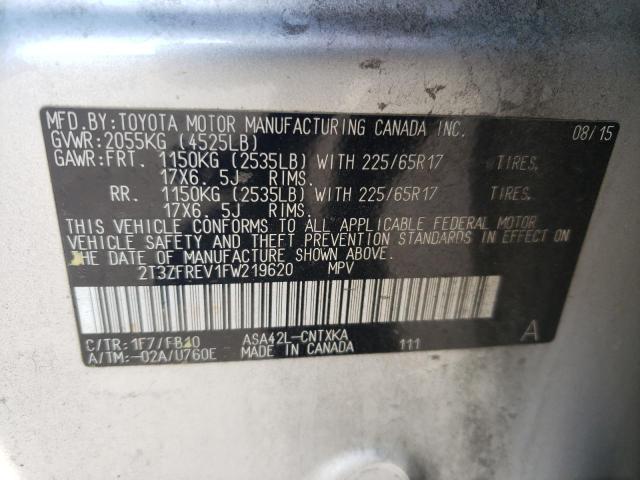 MFD. BY: TOYOTA MOTOR MANUFACTURING CANADA INC. 08/15
GVWR: 2055KG (4525LB)
GAWR: FRT. 1150KG (2535LB) WITH 225/65R17 TIRES,
17X6. 5J RIMS.
RR. 1150KG (2535LB) WITH 225/65R17 TIRES,
17X6. 5J RIMS.
THIS VEHICLE CONFORMS TO ALL APPLICABLE FEDERAL MOTOR
VEHICLE SAFETY AND THEFT PREVENTION STANDARDS IN EFFECT ON
THE DATE OF MANUFACTURE SHOWN ABOVE.
2T3ZFREV1FW219620 MPV
C/TR: 1F7/FB10 ASA42L-CNTXKA
A/TM: -02A/U760E MADE IN CANADA 111 A